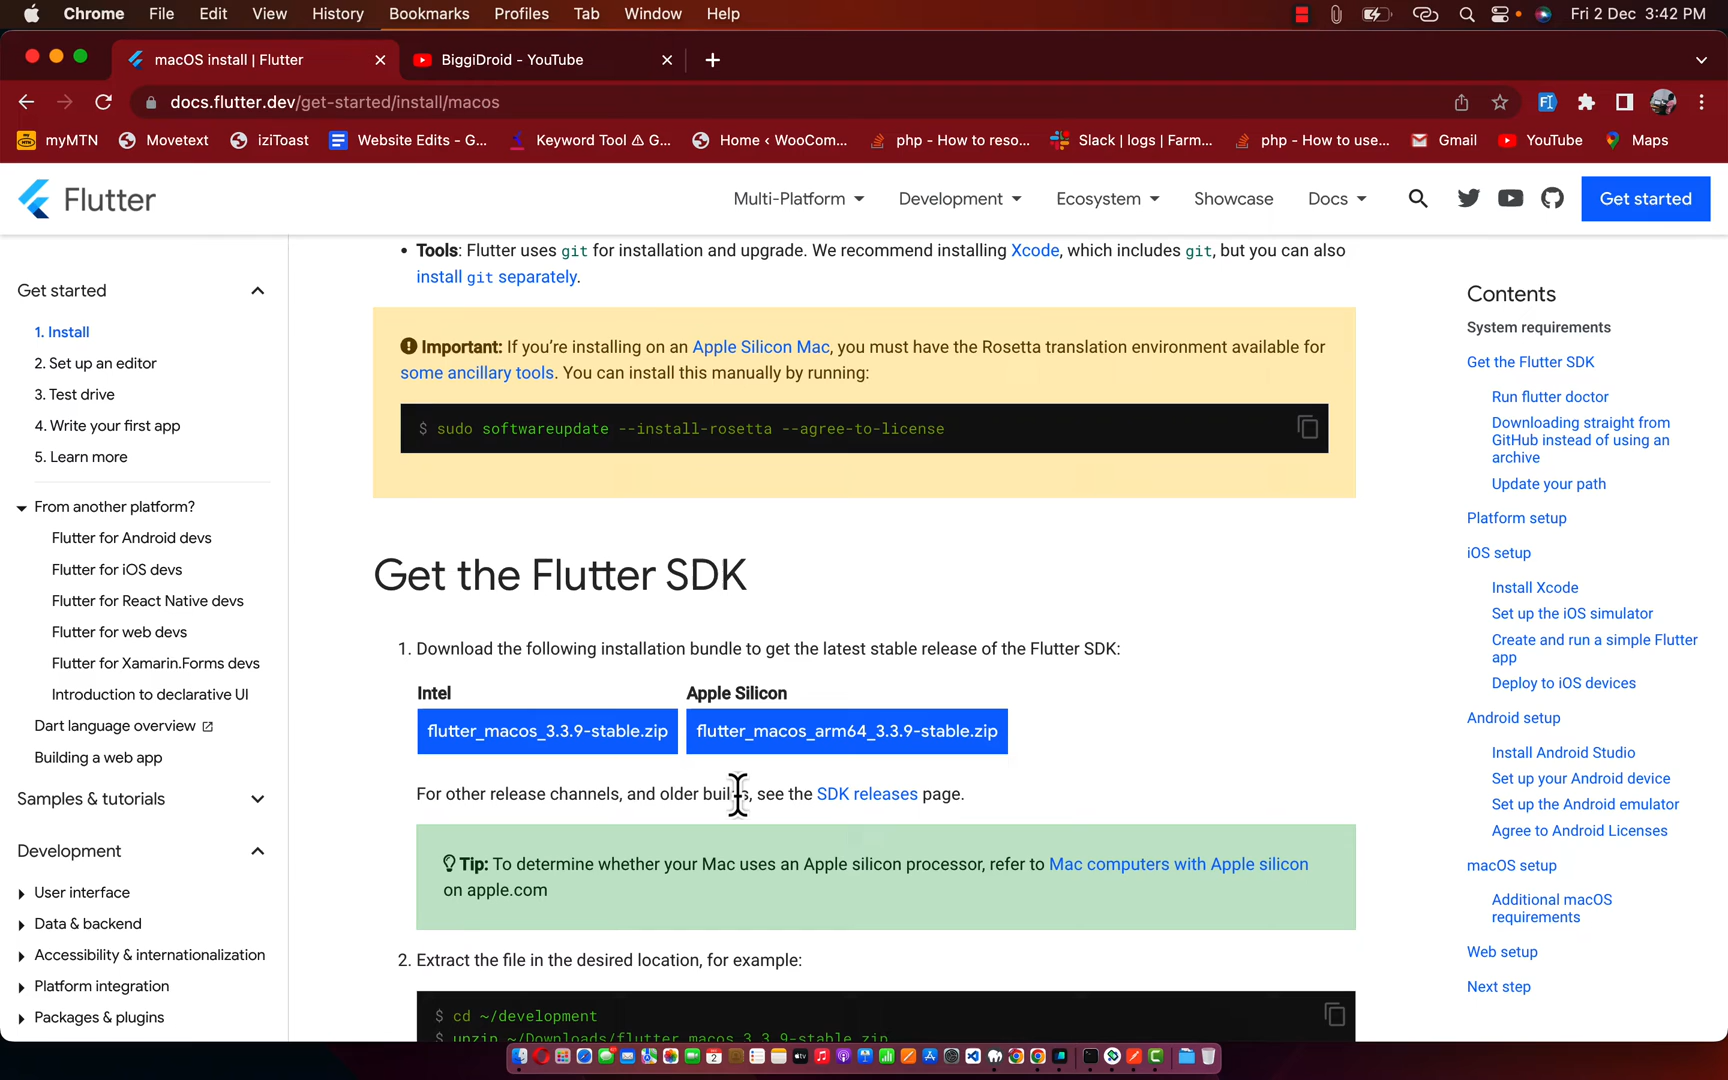 Chrome File Edit View History Bookmarks Profiles Tab Window Help Fri 2 Dec 3:42 PM
macOS install | Flutter BiggiDroid - YouTube
docs.flutter.dev/get-started/install/macos
myMTN Movetext iziToast Website Edits - G... Keyword Tool ⚠ G... Home ‹ WooCom... php - How to reso... Slack | logs | Farm... php - How to use... Gmail YouTube Maps
Flutter Multi-Platform Development Ecosystem Showcase Docs Get started
Get started
1. Install
2. Set up an editor
3. Test drive
4. Write your first app
5. Learn more
From another platform?
Flutter for Android devs
Flutter for iOS devs
Flutter for React Native devs
Flutter for web devs
Flutter for Xamarin.Forms devs
Introduction to declarative UI
Dart language overview
Building a web app
Samples & tutorials
Development
User interface
Data & backend
Accessibility & internationalization
Platform integration
Packages & plugins
• Tools: Flutter uses git for installation and upgrade. We recommend installing Xcode, which includes git, but you can also
install git separately.
Important: If you're installing on an Apple Silicon Mac, you must have the Rosetta translation environment available for
some ancillary tools. You can install this manually by running:
$ sudo softwareupdate --install-rosetta --agree-to-license
Get the Flutter SDK
1. Download the following installation bundle to get the latest stable release of the Flutter SDK:
Intel Apple Silicon
flutter_macos_3.3.9-stable.zip flutter_macos_arm64_3.3.9-stable.zip
For other release channels, and older builds, see the SDK releases page.
Tip: To determine whether your Mac uses an Apple silicon processor, refer to Mac computers with Apple silicon
on apple.com
2. Extract the file in the desired location, for example:
$ cd ~/development
$ unzip ~/Downloads/flutter_macos_3.3.9-stable.zip
Contents
System requirements
Get the Flutter SDK
Run flutter doctor
Downloading straight from
GitHub instead of using an
archive
Update your path
Platform setup
iOS setup
Install Xcode
Set up the iOS simulator
Create and run a simple Flutter
app
Deploy to iOS devices
Android setup
Install Android Studio
Set up your Android device
Set up the Android emulator
Agree to Android Licenses
macOS setup
Additional macOS
requirements
Web setup
Next step